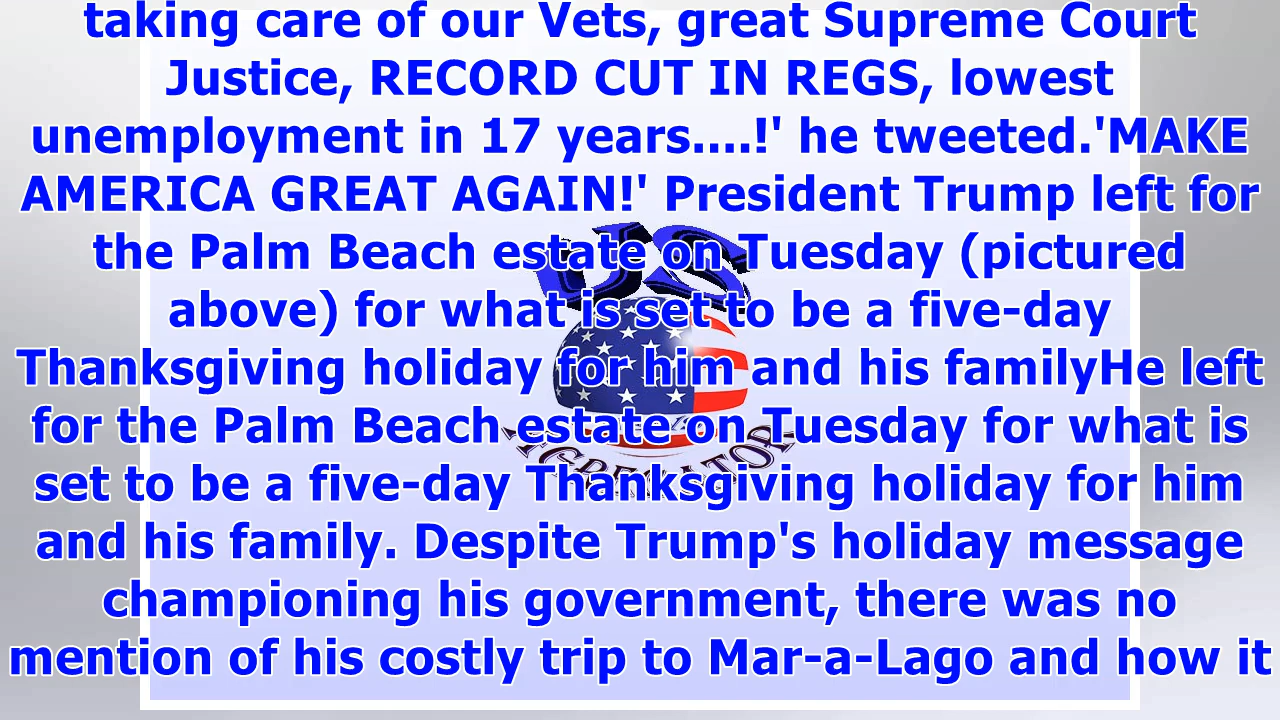 taking care of our Vets, great Supreme Court
Justice, RECORD CUT IN REGS, lowest
unemployment in 17 years....!' he tweeted.'MAKE
AMERICA GREAT AGAIN!' President Trump left for
the Palm Beach estate on Tuesday (pictured
above) for what is set to be a five-day
Thanksgiving holiday for him and his familyHe left
for the Palm Beach estate on Tuesday for what is
set to be a five-day Thanksgiving holiday for him
and his family. Despite Trump's holiday message
championing his government, there was no
mention of his costly trip to Mar-a-Lago and how it
US